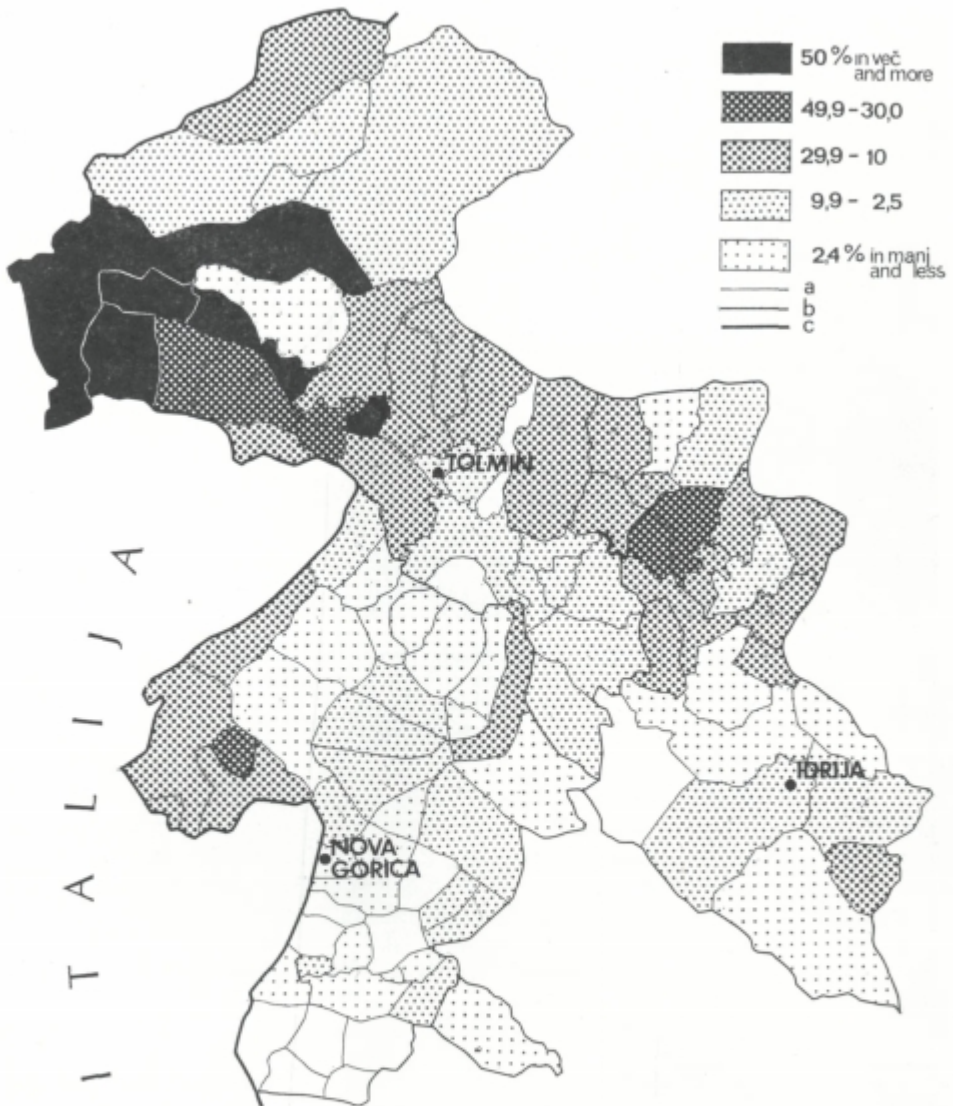 50 % in več
and more
49,9 - 30,0
29,9 - 10
9,9 - 2,5
2,4 % in manj
and less
a
b
c
TOLMIN
IDRIJA
NOVA
GORICA
ITALIJA